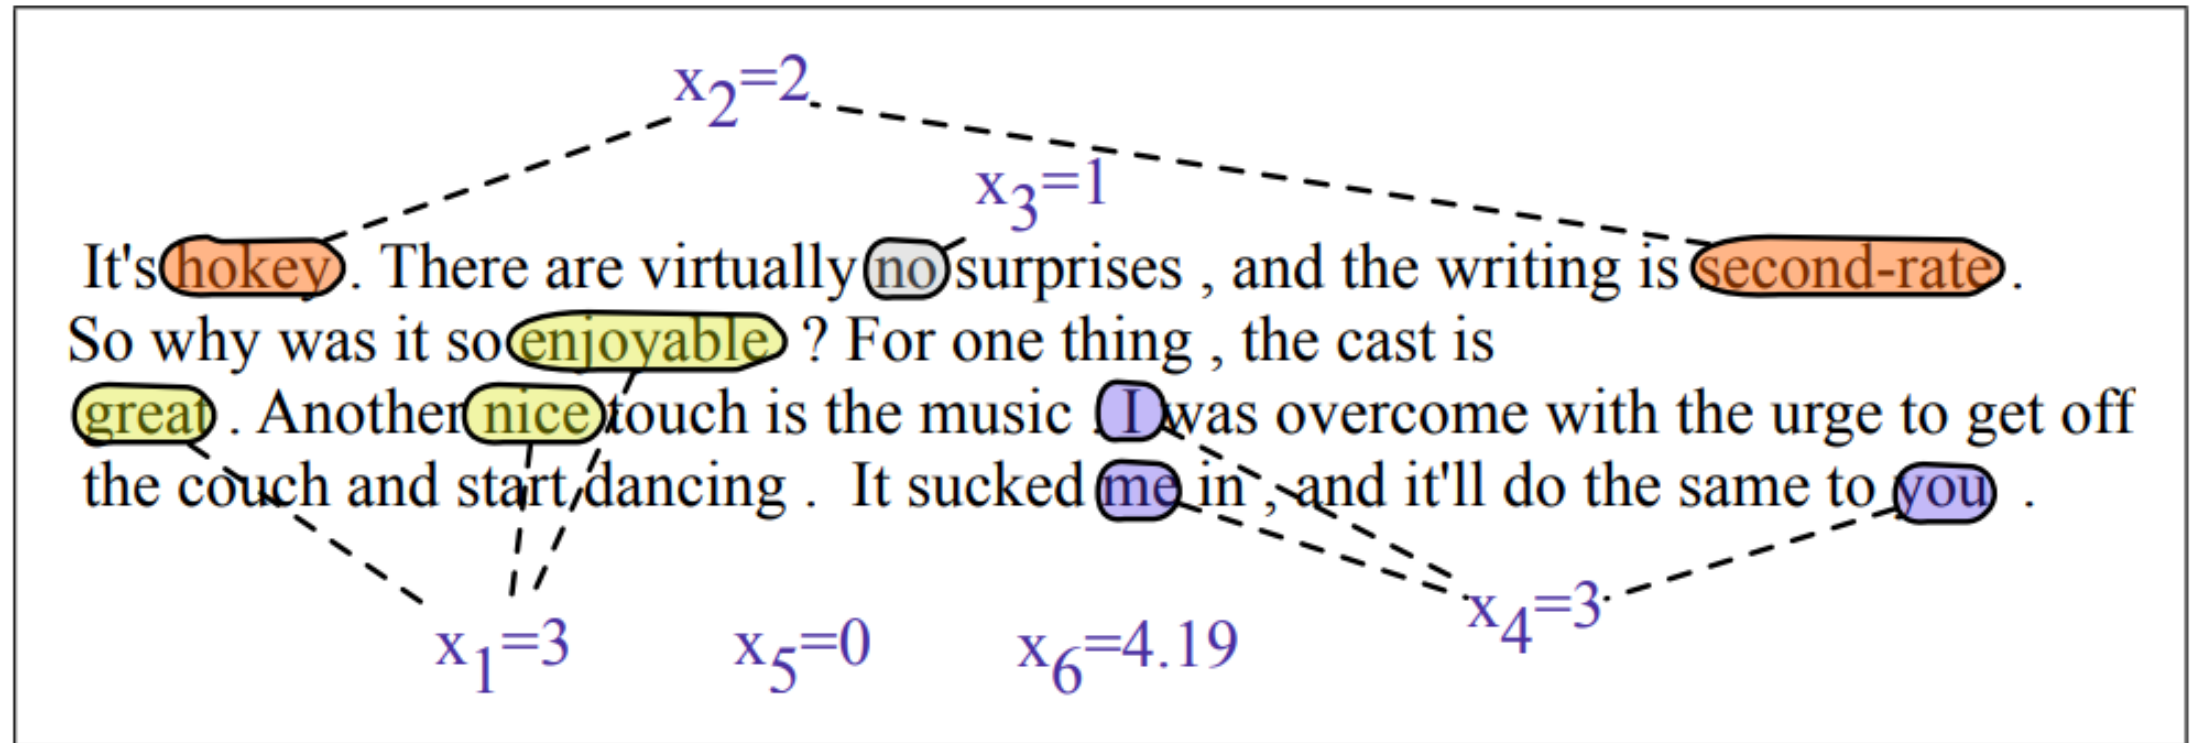 x2=2
x3=1
It's hokey . There are virtually no surprises , and the writing is second-rate .
So why was it so enjoyable ? For one thing , the cast is
great . Another nice touch is the music . I was overcome with the urge to get off
the couch and start dancing . It sucked me in , and it'll do the same to you .
x1=3 x5=0 x6=4.19 x4=3